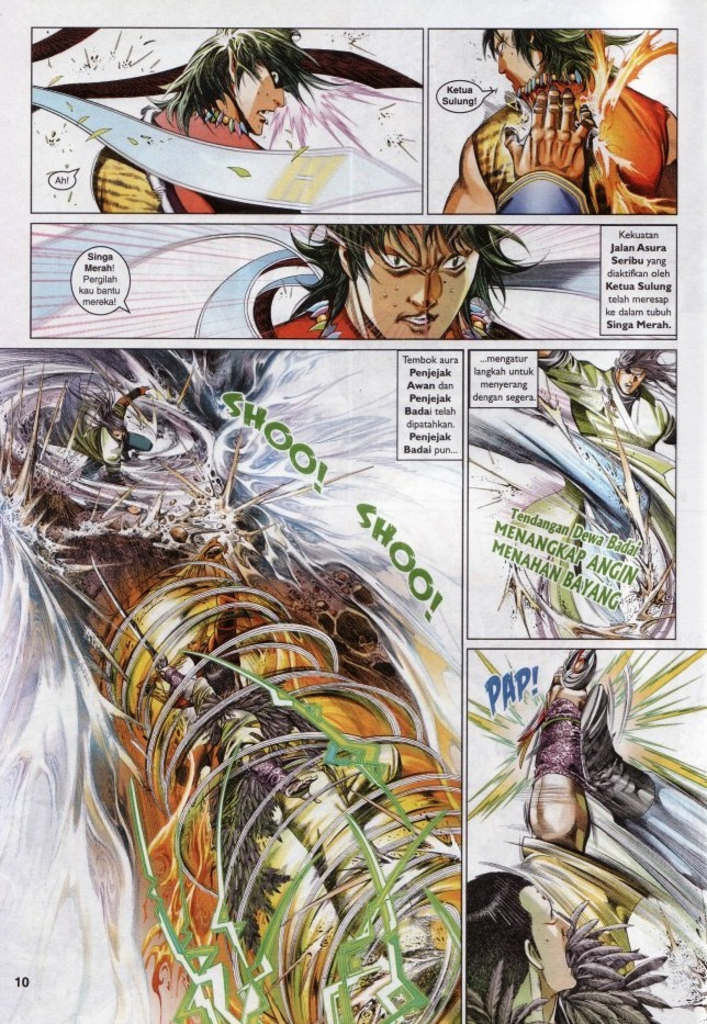 Ah!
Ketua
Sulung!
Singa
Merah!
Pergilah
kau bantu
mereka!
Kekuatan
Jalan Asura
Seribu yang
diaktifkan oleh
Ketua Sulung
telah meresap
ke dalam tubuh
Singa Merah.
Tembok aura
Penjejak
Awan dan
Penjejak
Badai telah
dipatahkan.
Penjejak
Badai pun...
SHOO!
SHOO!
...mengatur
langkah untuk
menyerang
dengan segera.
Tendangan Dewa Badai:
MENANGKAP ANGIN
MENAHAN BAYANG
PAP!
10